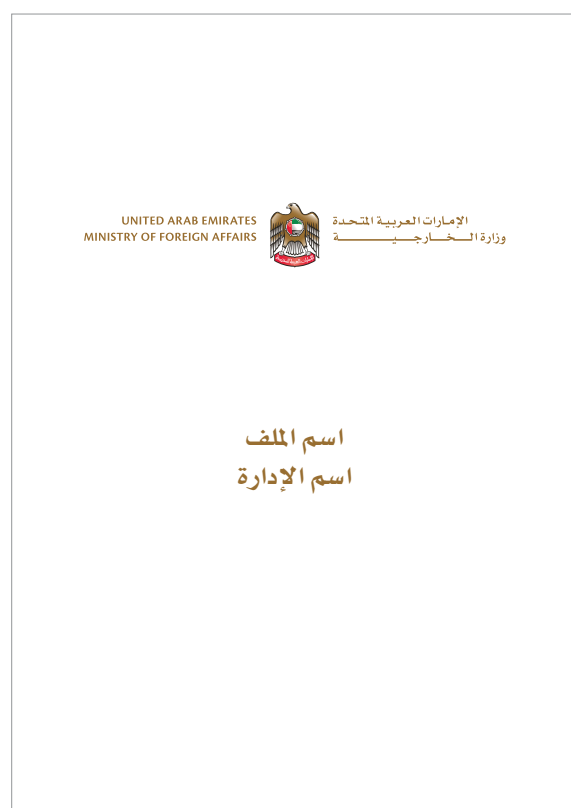 UNITED ARAB EMIRATES
MINISTRY OF FOREIGN AFFAIRS
الإمارات العربية المتحدة
وزارة الخارجية
اسم الملف
اسم الإدارة